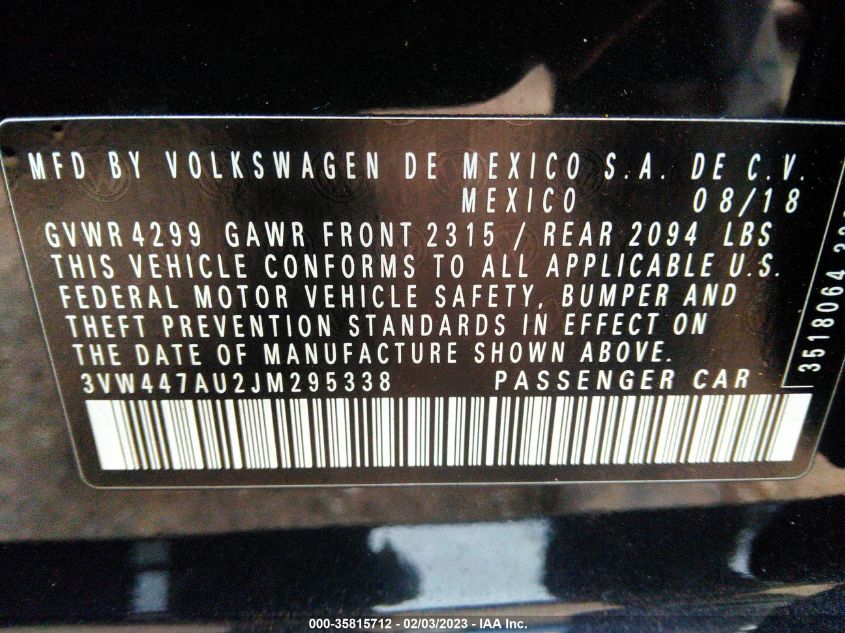 MFD BY VOLKSWAGEN DE MEXICO S.A. DE C.V.
MEXICO 08/18
GVWR 4299 GAWR FRONT 2315 / REAR 2094 LBS
THIS VEHICLE CONFORMS TO ALL APPLICABLE U.S.
FEDERAL MOTOR VEHICLE SAFETY, BUMPER AND
THEFT PREVENTION STANDARDS IN EFFECT ON
THE DATE OF MANUFACTURE SHOWN ABOVE.
3VW447AU2JM295338 PASSENGER CAR
3518064
000-35815712 - 02/03/2023 - IAA Inc.